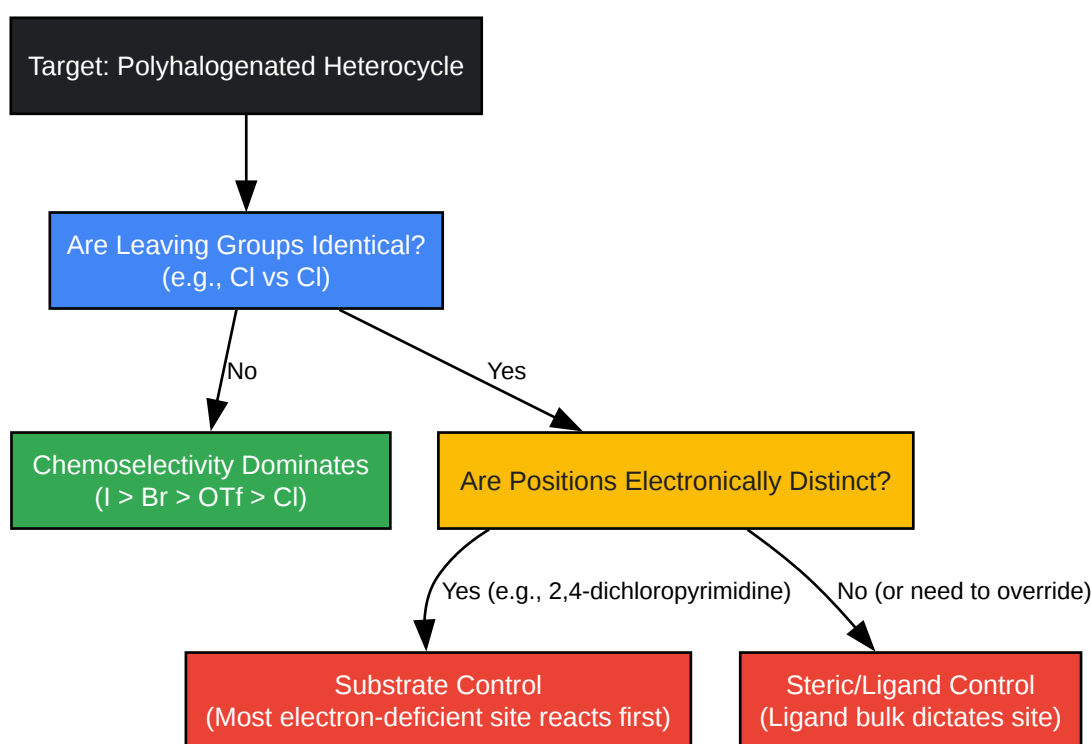 Target: Polyhalogenated Heterocycle
Are Leaving Groups Identical?
(e.g., Cl vs Cl)
No
Yes
Chemoselectivity Dominates
(I > Br > OTf > Cl)
Are Positions Electronically Distinct?
Yes (e.g., 2,4-dichloropyrimidine)
No (or need to override)
Substrate Control
(Most electron-deficient site reacts first)
Steric/Ligand Control
(Ligand bulk dictates site)